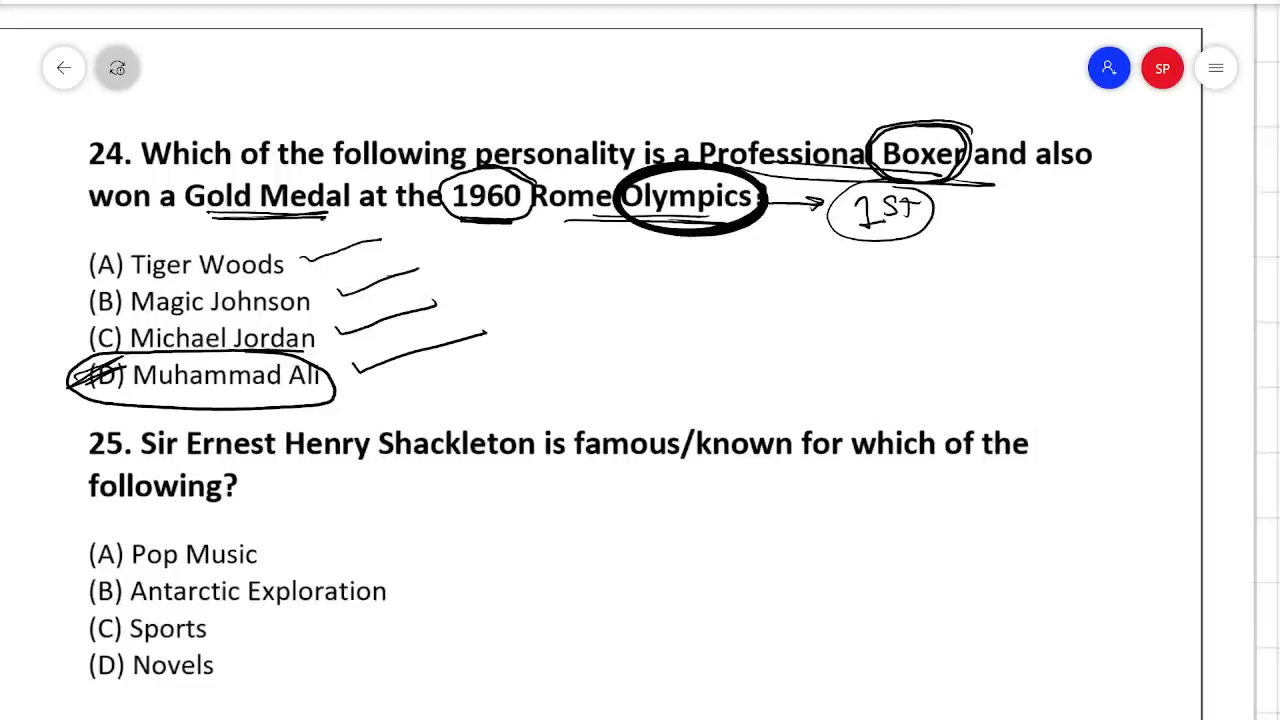 SP
24. Which of the following personality is a Professional Boxer and also
won a Gold Medal at the 1960 Rome Olympics?
1ST
(A) Tiger Woods
(B) Magic Johnson
(C) Michael Jordan
(D) Muhammad Ali
25. Sir Ernest Henry Shackleton is famous/known for which of the
following?
(A) Pop Music
(B) Antarctic Exploration
(C) Sports
(D) Novels